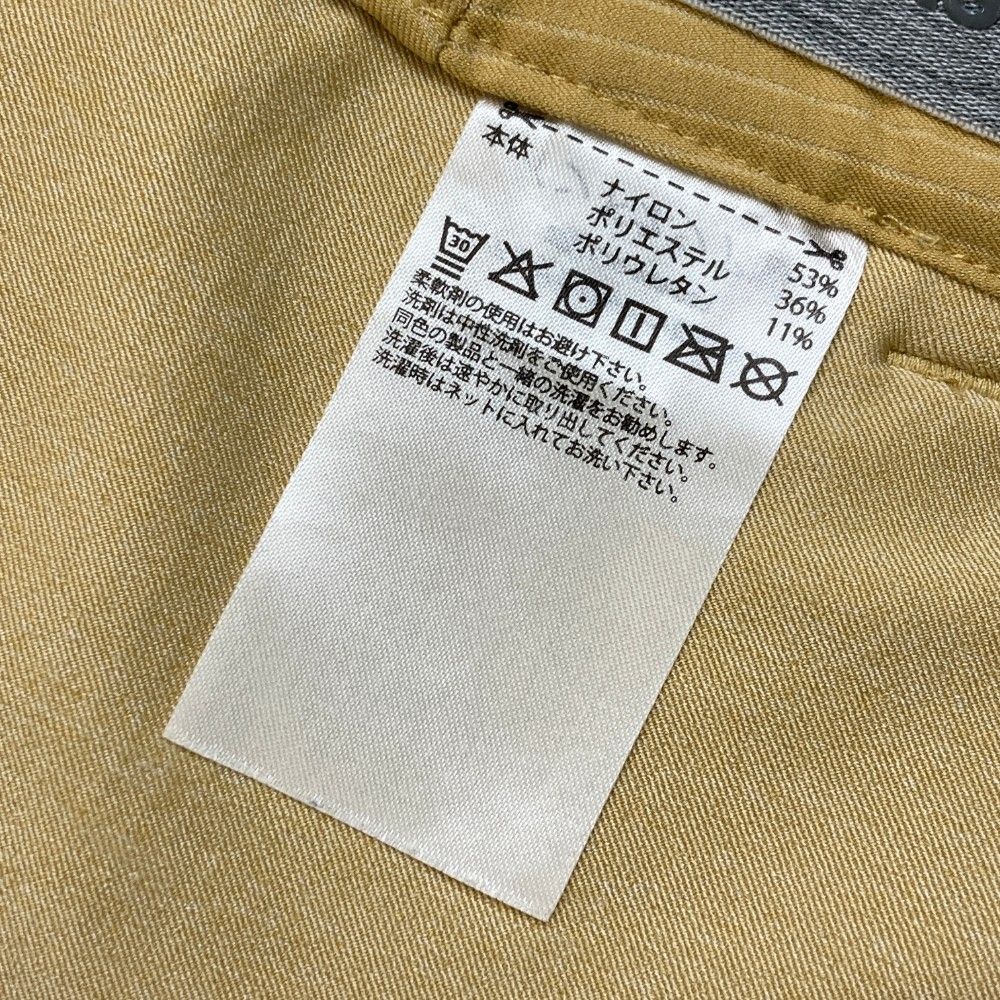 本体
ナイロン 53%
ポリエステル 36%
ポリウレタン 11%
30
柔軟剤の使用はお避け下さい。
洗剤は中性洗剤をご使用ください。
同色の製品と一緒の洗濯をお勧めします。
洗濯後は速やかに取り出してください。
洗濯時はネットに入れてお洗い下さい。